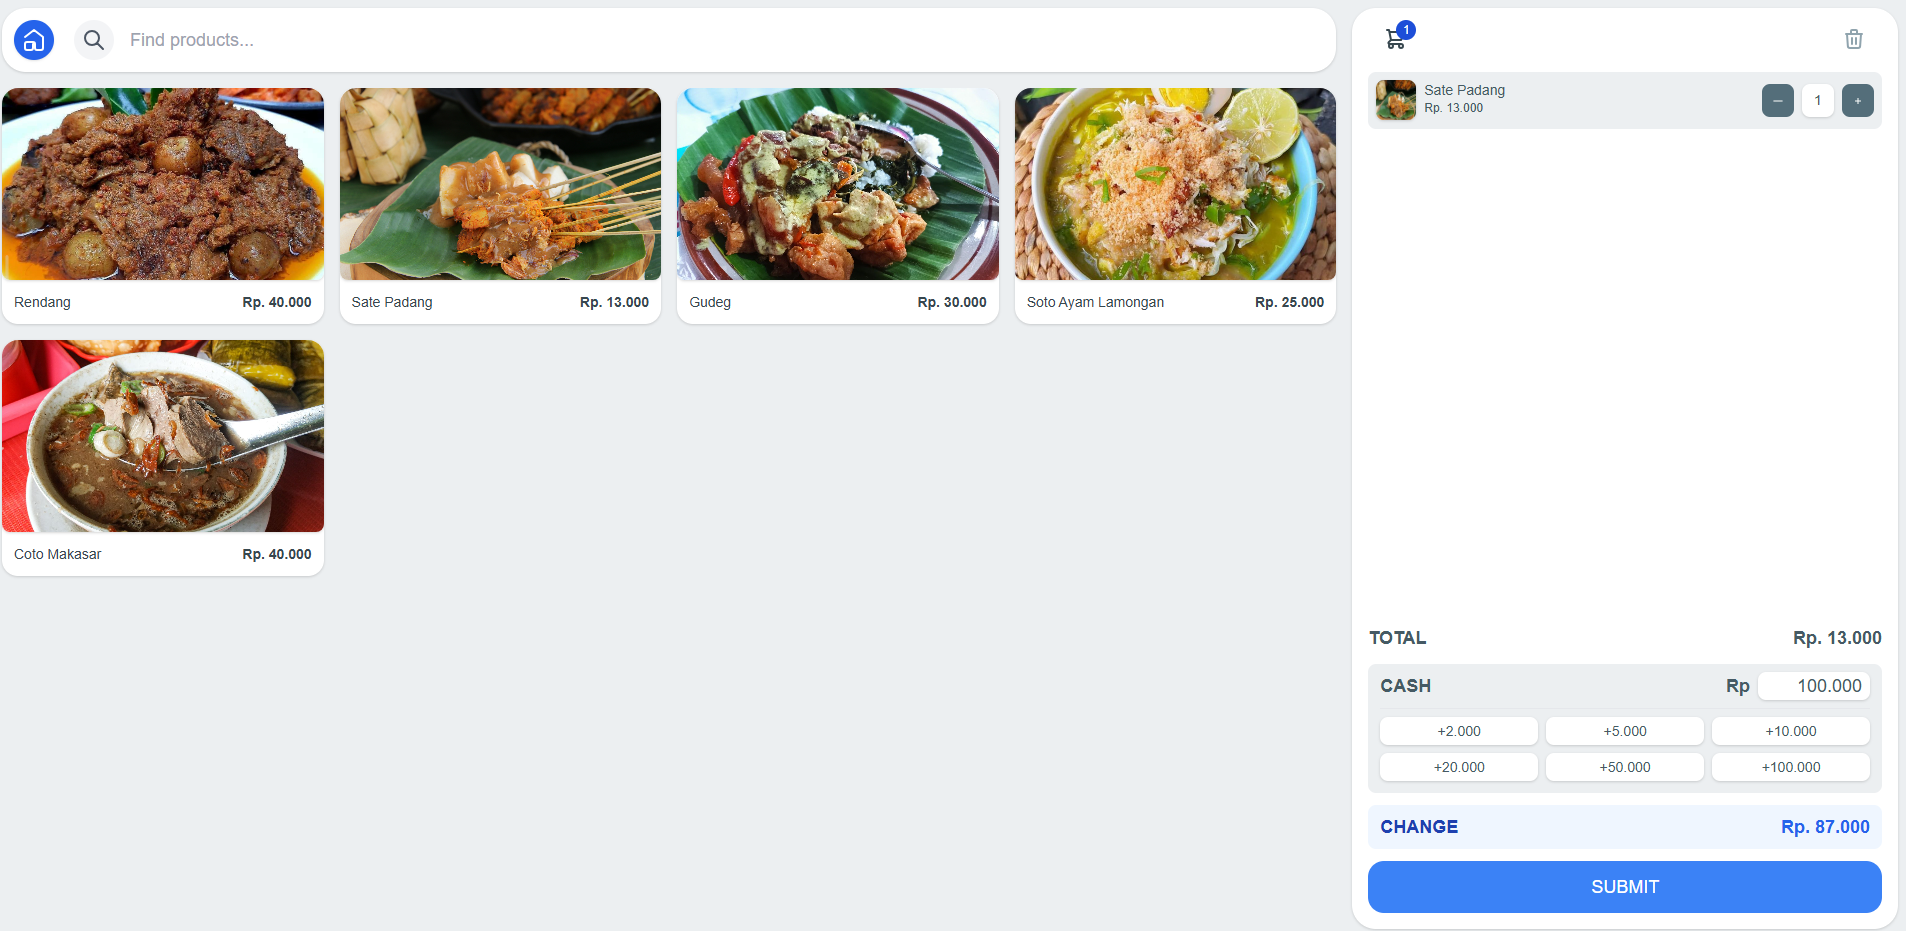 Find products...
Rendang Rp. 40.000
Sate Padang Rp. 13.000
Gudeg Rp. 30.000
Soto Ayam Lamongan Rp. 25.000
Coto Makasar Rp. 40.000
1
Sate Padang
Rp. 13.000
− 1 +
TOTAL Rp. 13.000
CASH Rp 100.000
+2.000 +5.000 +10.000
+20.000 +50.000 +100.000
CHANGE Rp. 87.000
SUBMIT